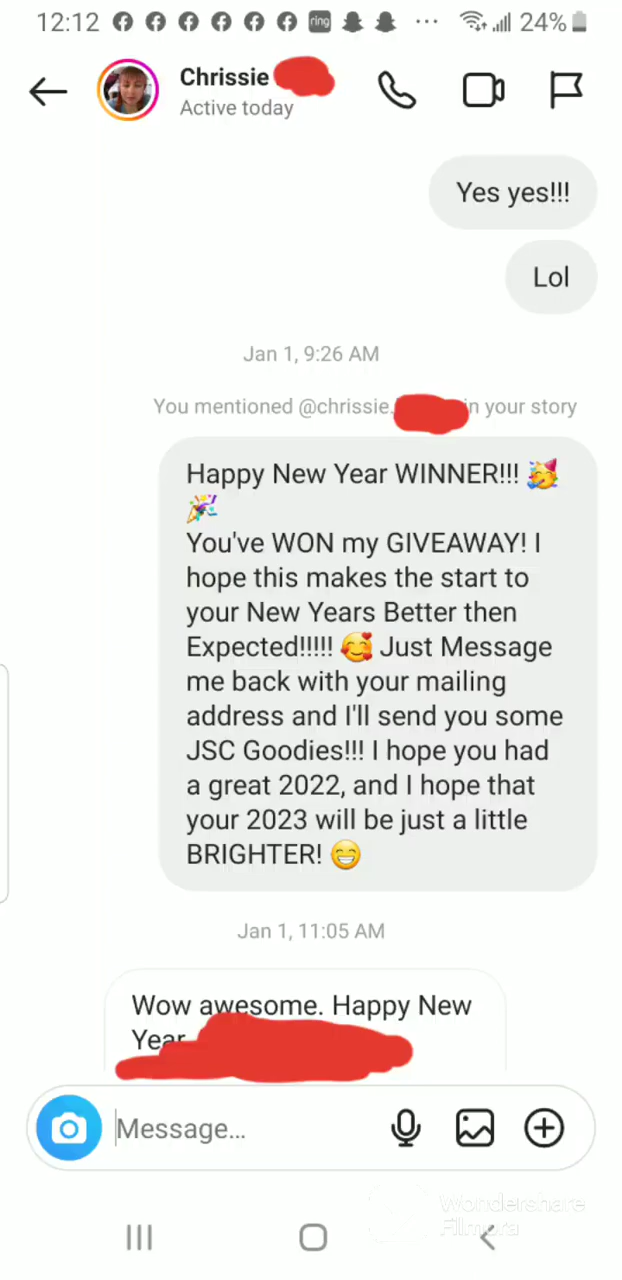 12:12 ring ... 24%
Chrissie
Active today
Yes yes!!!
Lol
Jan 1, 9:26 AM
You mentioned @chrissie. in your story
Happy New Year WINNER!!! 🥳
🎉
You've WON my GIVEAWAY! I
hope this makes the start to
your New Years Better then
Expected!!!!! 🥰 Just Message
me back with your mailing
address and I'll send you some
JSC Goodies!!! I hope you had
a great 2022, and I hope that
your 2023 will be just a little
BRIGHTER! 😁
Jan 1, 11:05 AM
Wow awesome. Happy New
Year
Message...
Wondershare
Filmora